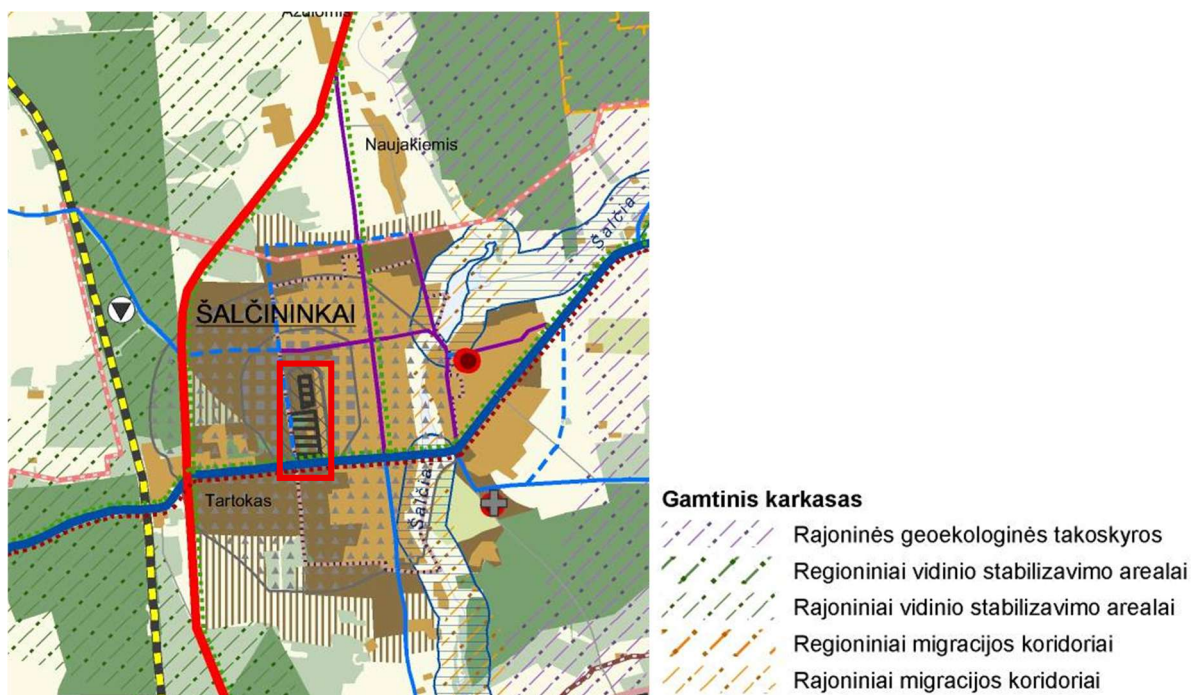 Naujakiemis
Šalčia
ŠALČININKAI
Tartokas
Šalčia
Gamtinis karkasas
Rajoninės geoekologinės takoskyros
Regioniniai vidinio stabilizavimo arealai
Rajoniniai vidinio stabilizavimo arealai
Regioniniai migracijos koridoriai
Rajoniniai migracijos koridoriai